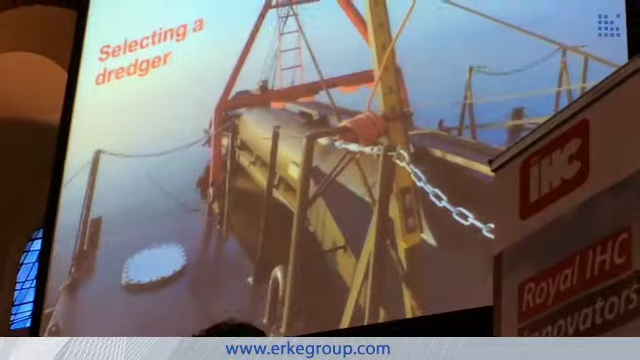 Selecting a
dredger
iHC
Royal IHC
Innovators
www.erkegroup.com